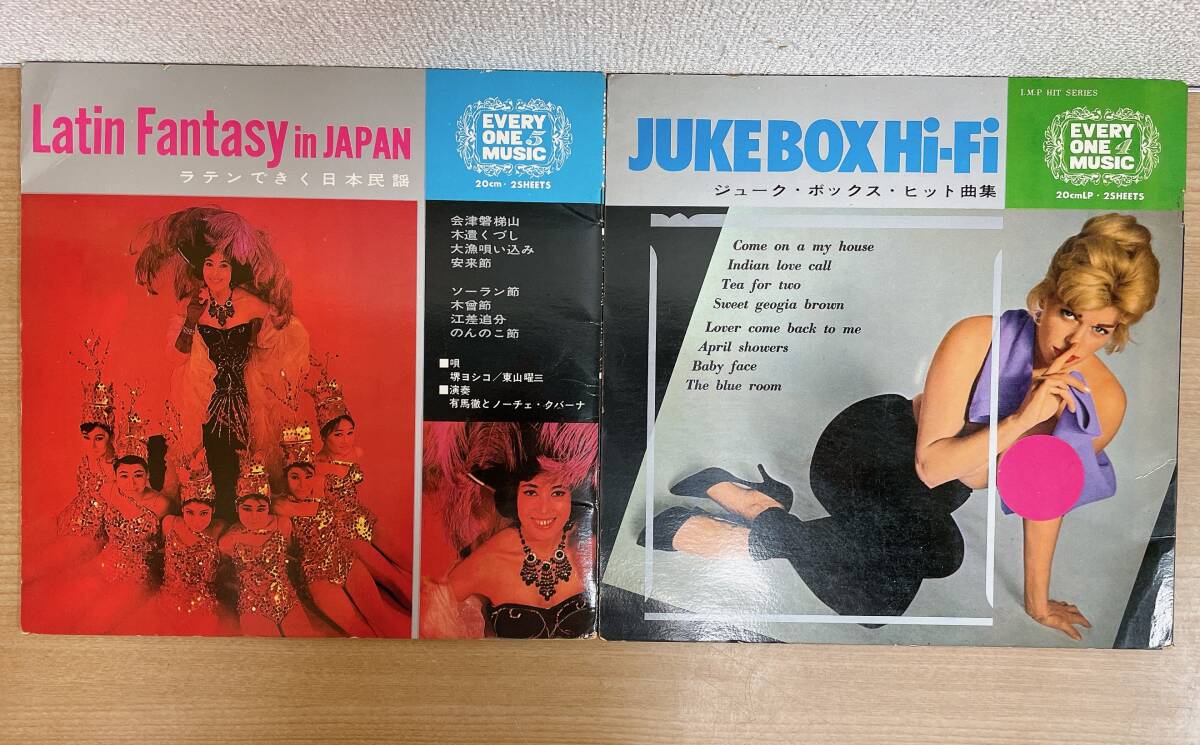 Latin Fantasy in JAPAN
ラテンできく日本民謡
EVERY
ONE 5
MUSIC
20cm・2SHEETS
会津磐梯山
木遣くづし
大漁唄い込み
安来節
ソーラン節
木曾節
江差追分
のんのこ節
■唄
堺ヨシコ/東山曜三
■演奏
有馬徹とノーチェ・クバーナ
JUKE BOX Hi-Fi
ジューク・ボックス・ヒット曲集
I.M.P HIT SERIES
EVERY
ONE 4
MUSIC
20cmLP・2SHEETS
Come on a my house
Indian love call
Tea for two
Sweet geogia brown
Lover come back to me
April showers
Baby face
The blue room